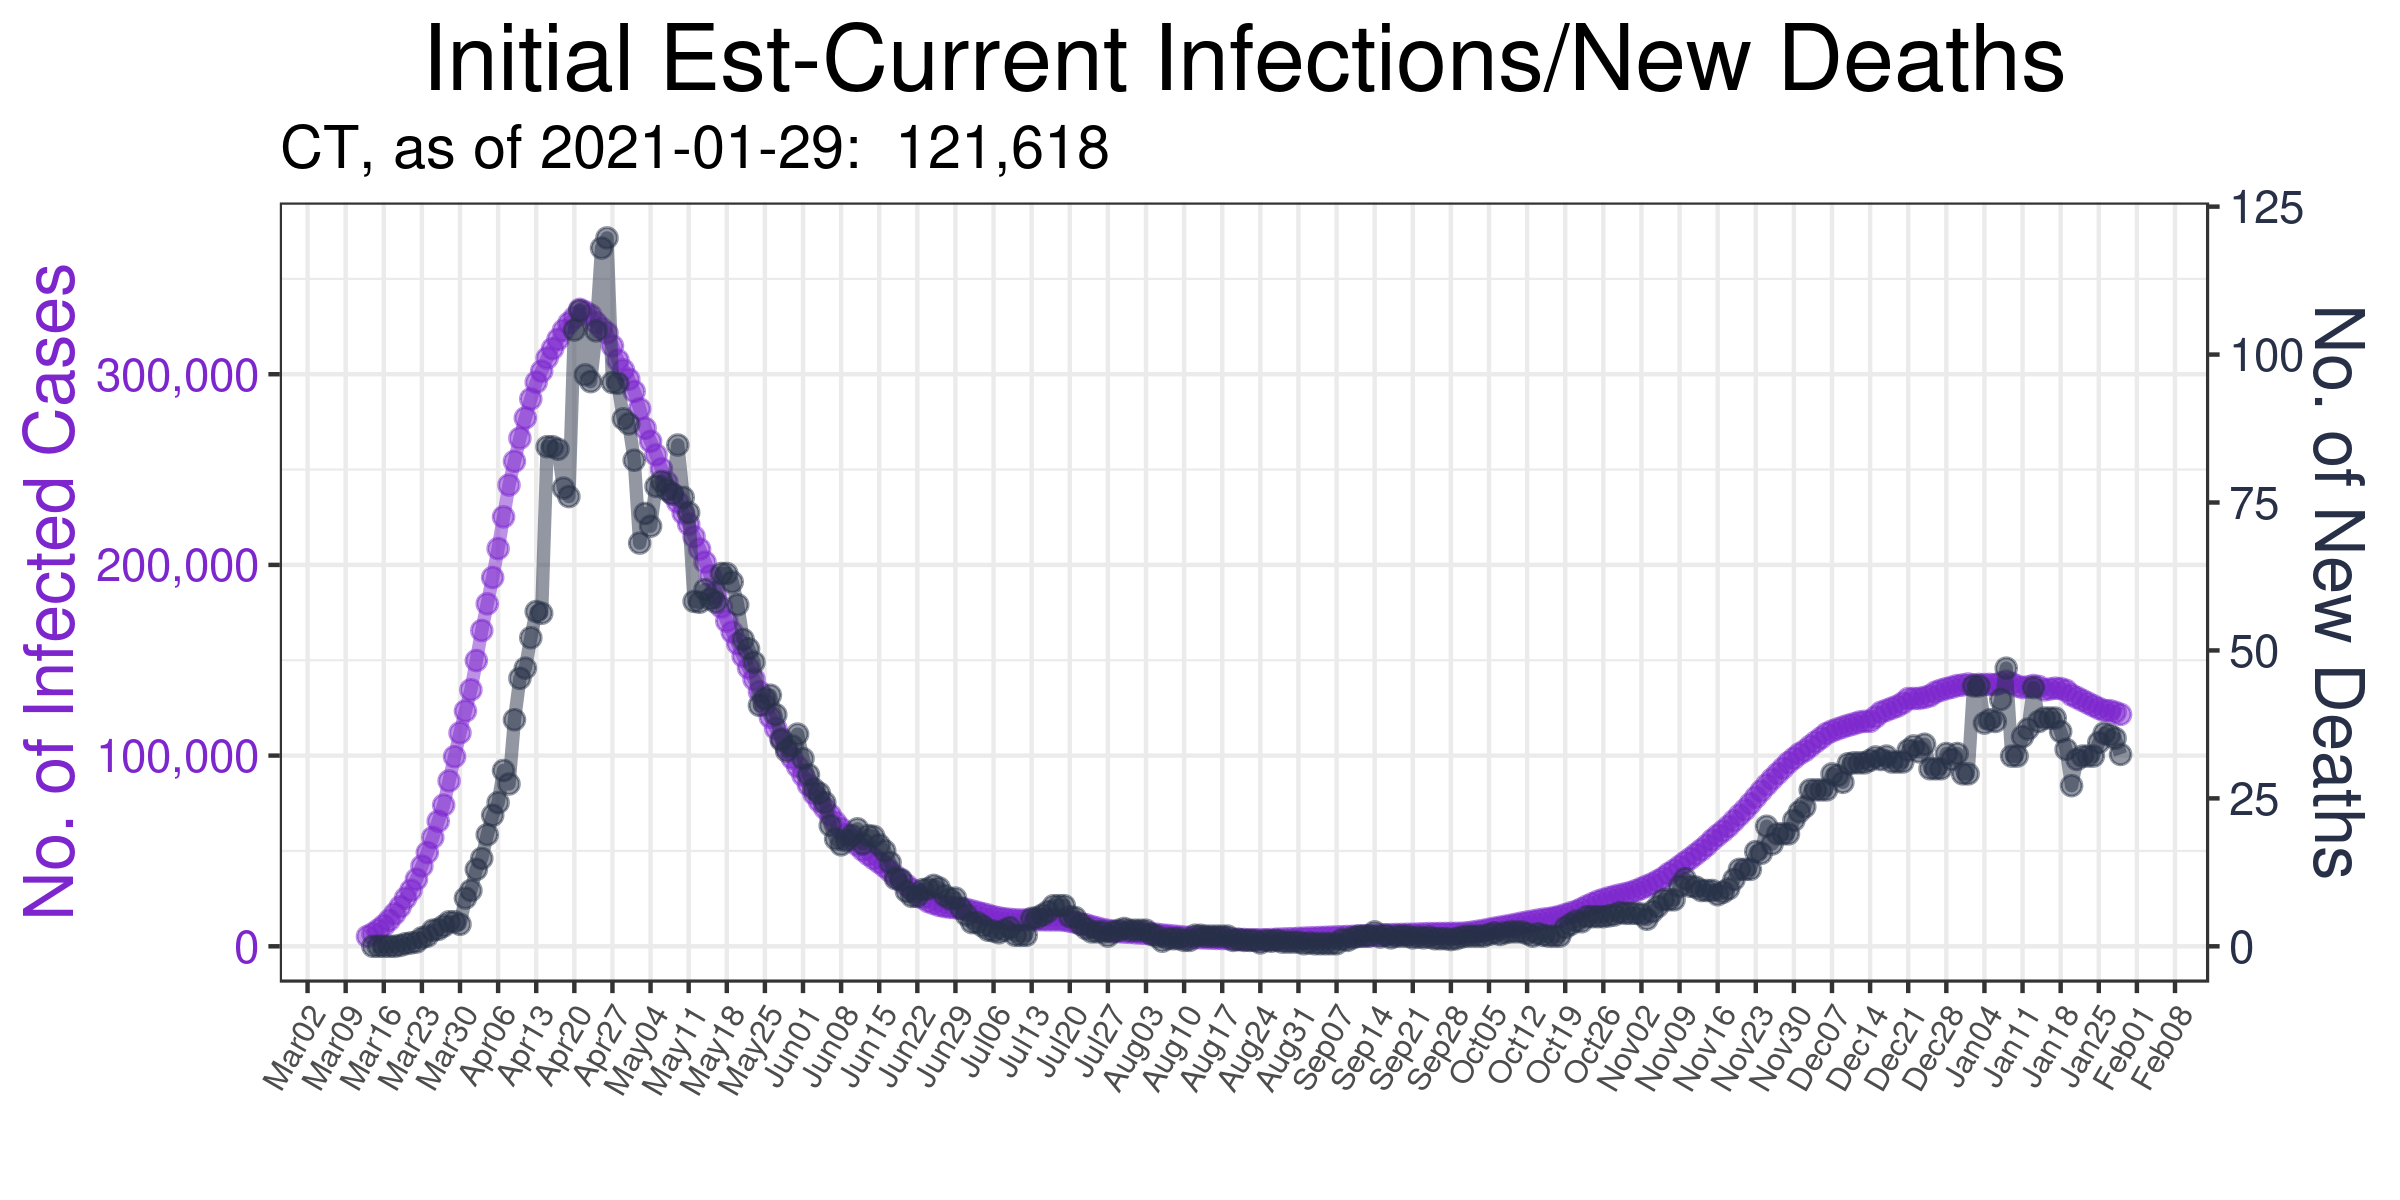 Initial Est-Current Infections/New Deaths
CT, as of 2021-01-29:  121,618
No. of Infected Cases
300,000
200,000
100,000
0
125
100
75
50
25
0
No. of New Deaths
Mar02
Mar09
Mar16
Mar23
Mar30
Apr06
Apr13
Apr20
Apr27
May04
May11
May18
May25
Jun01
Jun08
Jun15
Jun22
Jun29
Jul06
Jul13
Jul20
Jul27
Aug03
Aug10
Aug17
Aug24
Aug31
Sep07
Sep14
Sep21
Sep28
Oct05
Oct12
Oct19
Oct26
Nov02
Nov09
Nov16
Nov23
Nov30
Dec07
Dec14
Dec21
Dec28
Jan04
Jan11
Jan18
Jan25
Feb01
Feb08